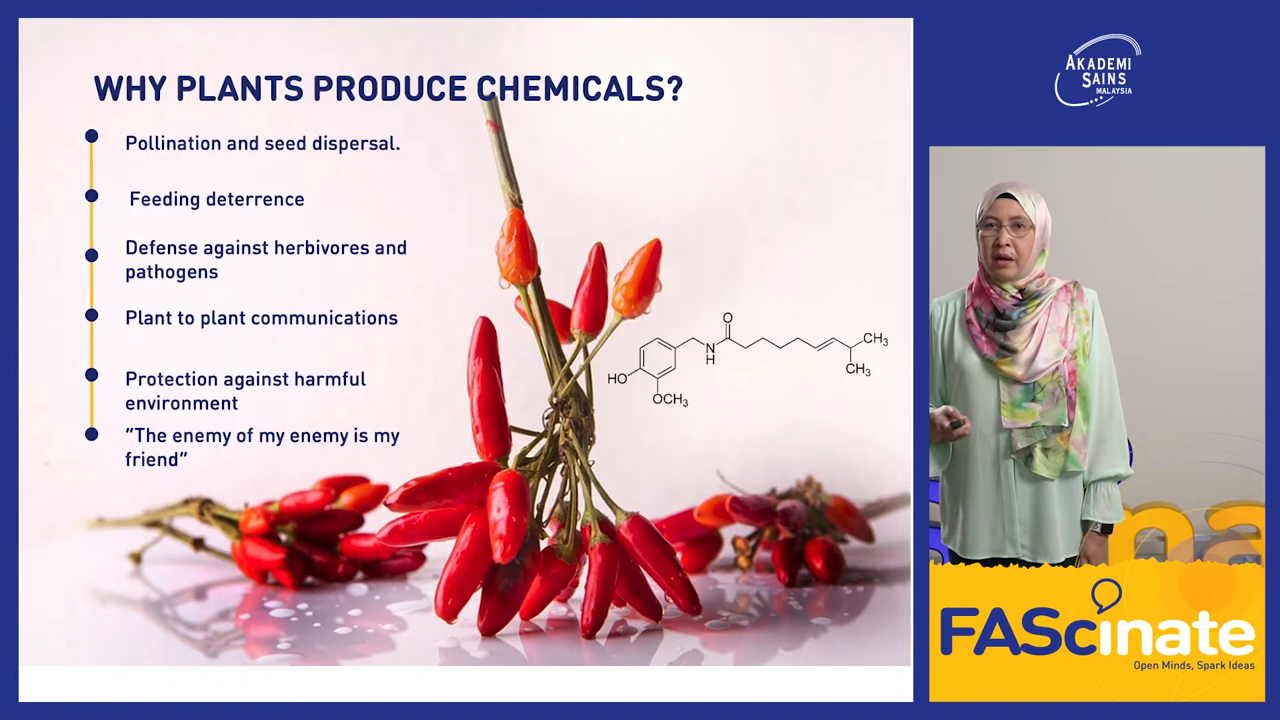 WHY PLANTS PRODUCE CHEMICALS?
Pollination and seed dispersal.
Feeding deterrence
Defense against herbivores and
pathogens
Plant to plant communications
Protection against harmful
environment
“The enemy of my enemy is my
friend”
O
N
H
HO
OCH₃
CH₃
CH₃
AKADEMI
SAINS
MALAYSIA
na
FAScinate
Open Minds, Spark Ideas